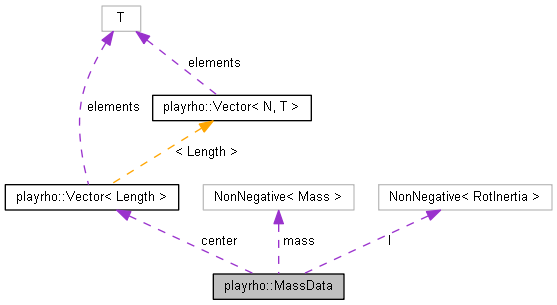 T
elements
elements
playrho::Vector< N, T >
< Length >
playrho::Vector< Length >
NonNegative< Mass >
NonNegative< RotInertia >
center
mass
I
playrho::MassData